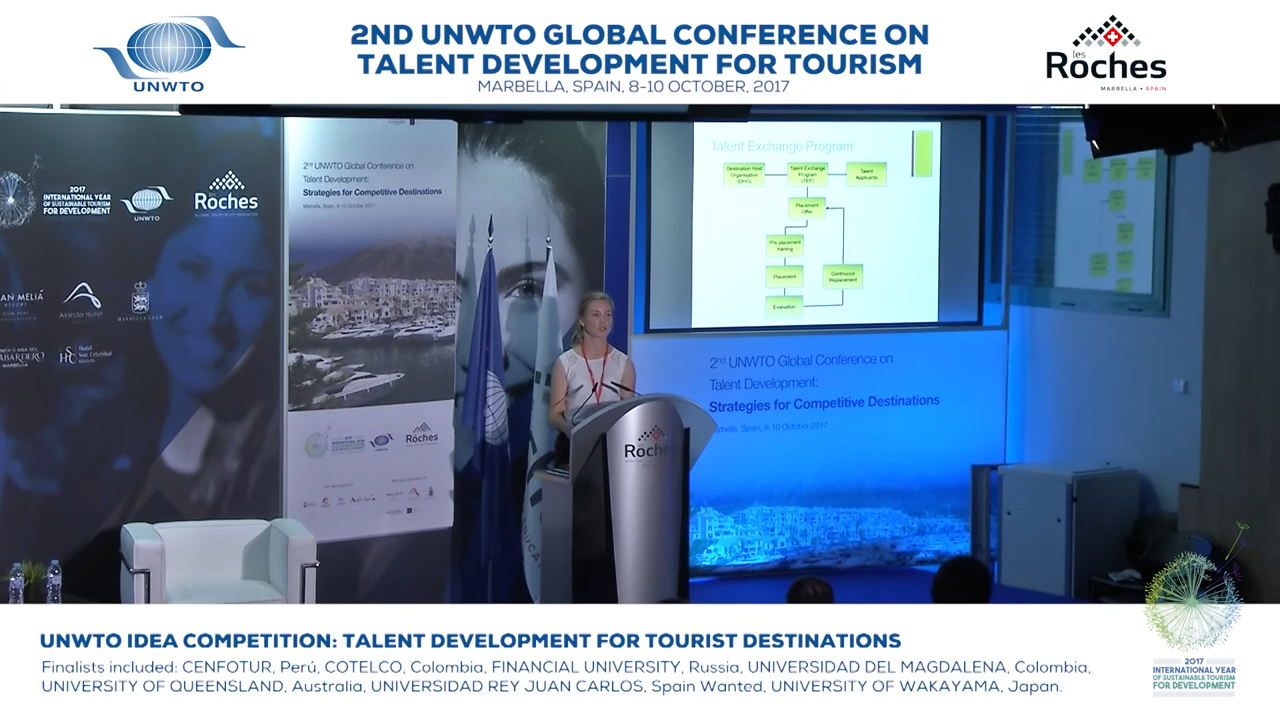 2ND UNWTO GLOBAL CONFERENCE ON
TALENT DEVELOPMENT FOR TOURISM
MARBELLA, SPAIN, 8-10 OCTOBER, 2017
UNWTO
les
Roches
MARBELLA • SPAIN
2017
INTERNATIONAL YEAR
OF SUSTAINABLE TOURISM
FOR DEVELOPMENT
UNWTO
Roches
2nd UNWTO Global Conference on
Talent Development:
Strategies for Competitive Destinations
Marbella, Spain, 8-10 October 2017
Talent Exchange Program
Destination Host
Organisation
(DHO)
Talent Exchange
Program
(TEP)
Talent
Applicants
Placement
Offer
Pre-placement
training
Placement
Continuous
Replacement
Evaluation
AN MELIÁ
Roches
UNWTO
Roches
2nd UNWTO Global Conference on
Talent Development:
Strategies for Competitive Destinations
arbella, Spain, 8-10 October 2017
UNWTO IDEA COMPETITION: TALENT DEVELOPMENT FOR TOURIST DESTINATIONS
Finalists included: CENFOTUR, Perú, COTELCO, Colombia, FINANCIAL UNIVERSITY, Russia, UNIVERSIDAD DEL MAGDALENA, Colombia,
UNIVERSITY OF QUEENSLAND, Australia, UNIVERSIDAD REY JUAN CARLOS, Spain Wanted, UNIVERSITY OF WAKAYAMA, Japan.
2017
INTERNATIONAL YEAR
OF SUSTAINABLE TOURISM
FOR DEVELOPMENT